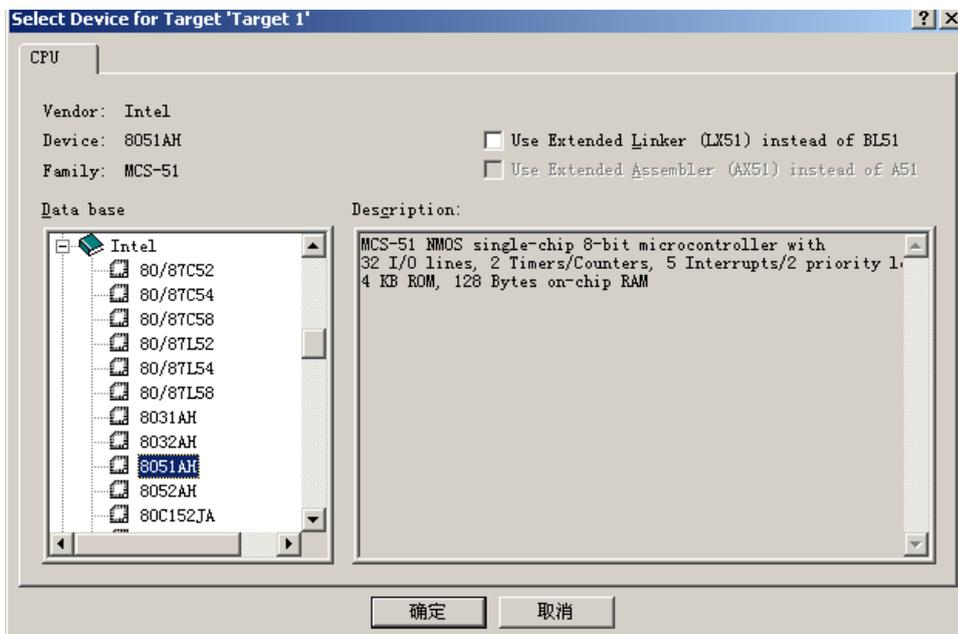 Select Device for Target 'Target 1'
CPU
Vendor: Intel
Device: 8051AH
Use Extended Linker (LX51) instead of BL51
Family: MCS-51
Use Extended Assembler (AX51) instead of A51
Data base
Description:
Intel
80/87C52
80/87C54
80/87C58
80/87L52
80/87L54
80/87L58
8031AH
8032AH
8051AH
8052AH
80C152JA
MCS-51 NMOS single-chip 8-bit microcontroller with
32 I/O lines, 2 Timers/Counters, 5 Interrupts/2 priority
4 KB ROM, 128 Bytes on-chip RAM
确定
取消